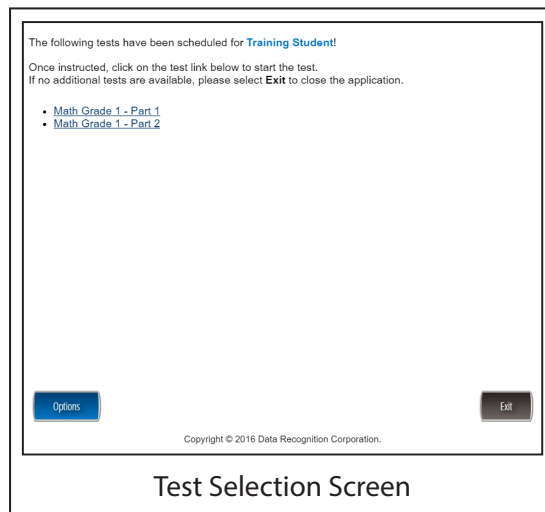 The following tests have been scheduled for Training Student!
Once instructed, click on the test link below to start the test.
If no additional tests are available, please select Exit to close the application.
• Math Grade 1 - Part 1
• Math Grade 1 - Part 2
Options
Exit
Copyright © 2016 Data Recognition Corporation.
Test Selection Screen